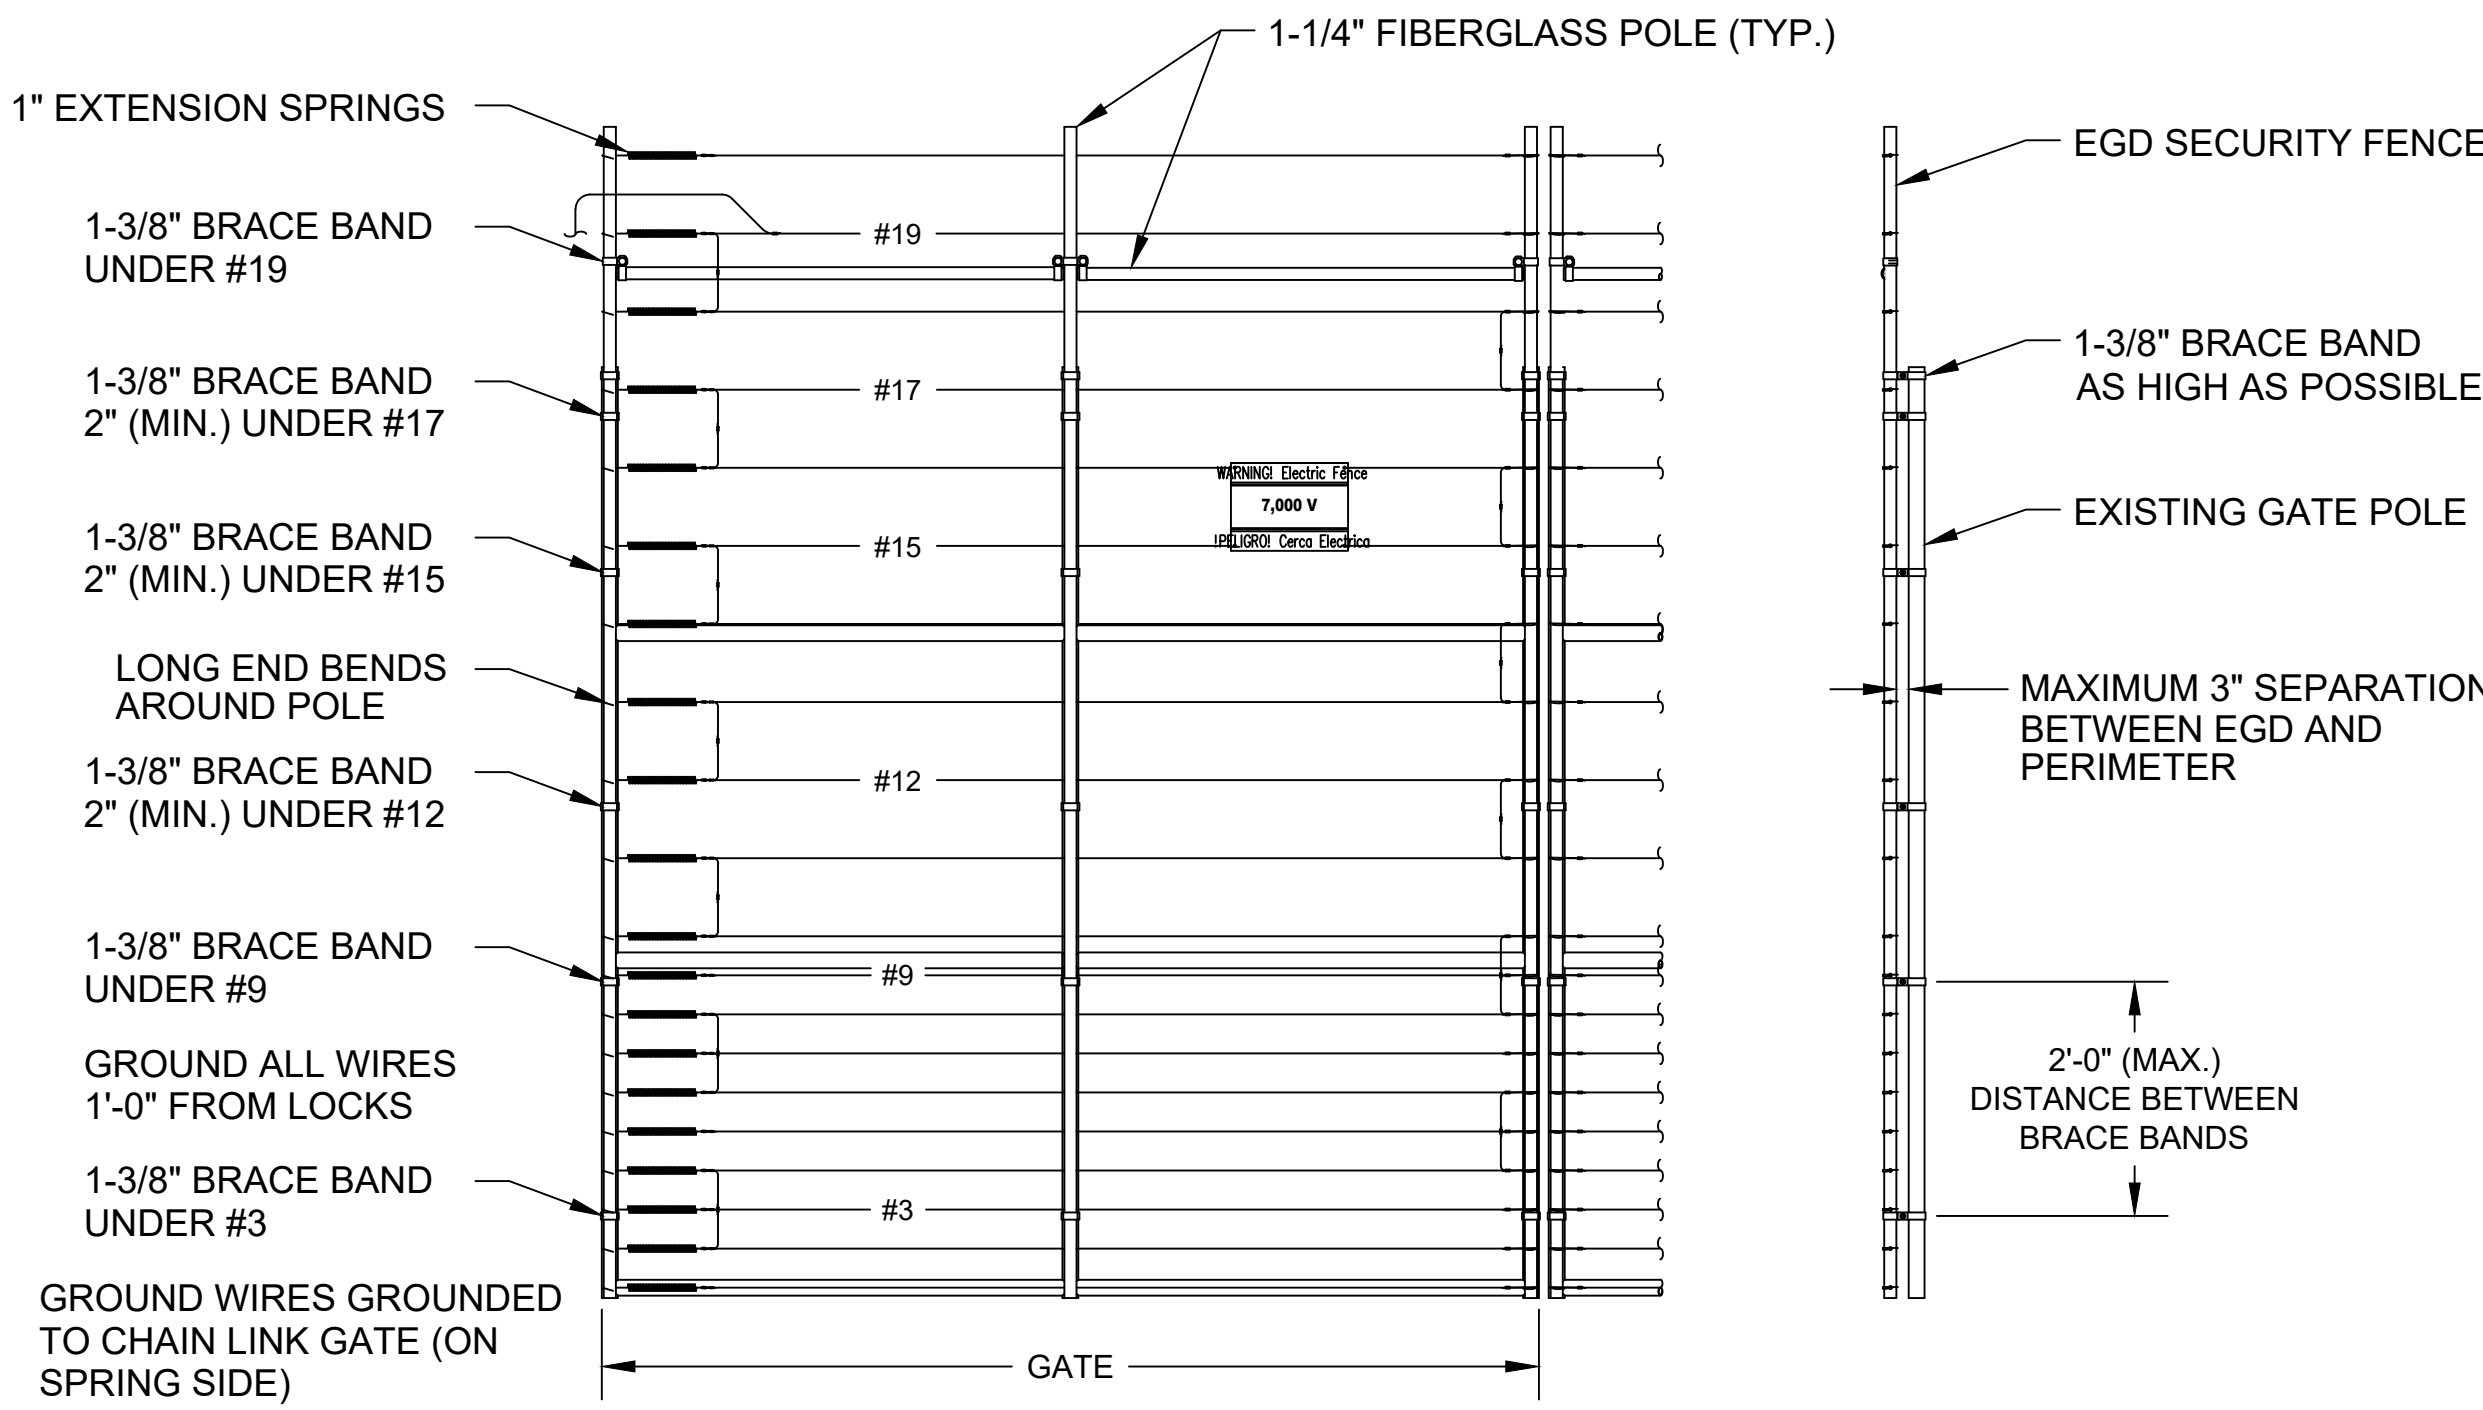 1-1/4" FIBERGLASS POLE (TYP.)
1" EXTENSION SPRINGS
1-3/8" BRACE BAND
UNDER #19
1-3/8" BRACE BAND
2" (MIN.) UNDER #17
1-3/8" BRACE BAND
2" (MIN.) UNDER #15
LONG END BENDS
AROUND POLE
1-3/8" BRACE BAND
2" (MIN.) UNDER #12
1-3/8" BRACE BAND
UNDER #9
GROUND ALL WIRES
1'-0" FROM LOCKS
1-3/8" BRACE BAND
UNDER #3
GROUND WIRES GROUNDED
TO CHAIN LINK GATE (ON
SPRING SIDE)
#19
#17
#15
#12
#9
#3
WARNING! Electric Fence
7,000 V
!PELIGRO! Cerca Electrica
GATE
EGD SECURITY FENCE
1-3/8" BRACE BAND
AS HIGH AS POSSIBLE
EXISTING GATE POLE
MAXIMUM 3" SEPARATION
BETWEEN EGD AND
PERIMETER
2'-0" (MAX.)
DISTANCE BETWEEN
BRACE BANDS